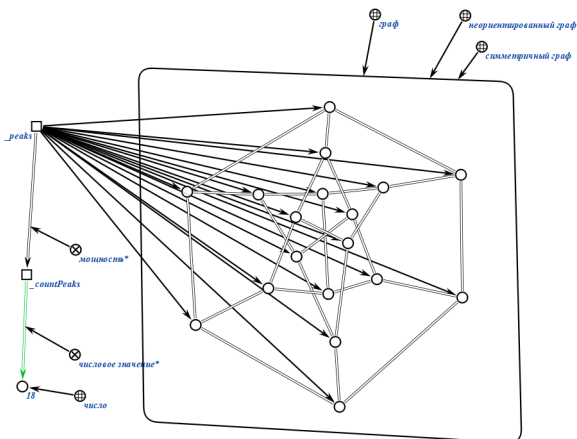 граф
неориентированный граф
симметричный граф
_peaks
мощность*
_countPeaks
числовое значение*
18
число